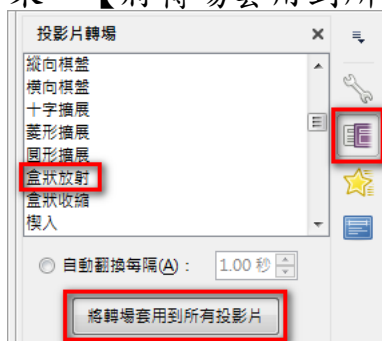 投影片轉場
縱向棋盤
橫向棋盤
十字擴展
菱形擴展
圓形擴展
盒狀放射
盒狀收縮
楔入
自動翻換每隔(A)： 1.00 秒
將轉場套用到所有投影片